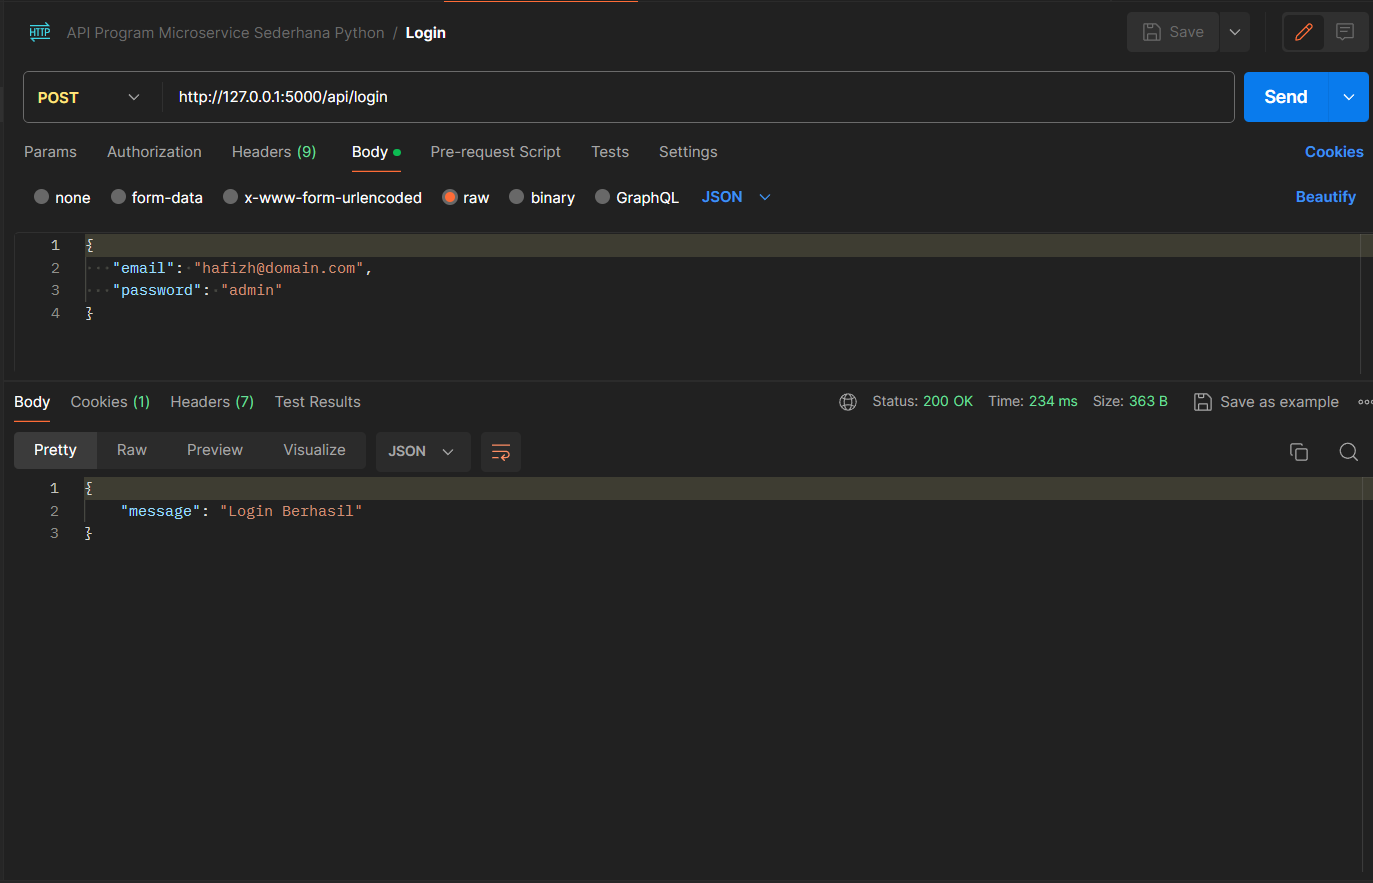 HTTP API Program Microservice Sederhana Python / Login Save
POST http://127.0.0.1:5000/api/login Send
Params Authorization Headers (9) Body Pre-request Script Tests Settings Cookies
none form-data x-www-form-urlencoded raw binary GraphQL JSON Beautify
1 {
2 ····"email":·"hafizh@domain.com",
3 ····"password":·"admin"
4 }
Body Cookies (1) Headers (7) Test Results Status: 200 OK Time: 234 ms Size: 363 B Save as example
Pretty Raw Preview Visualize JSON
1 {
2     "message": "Login Berhasil"
3 }